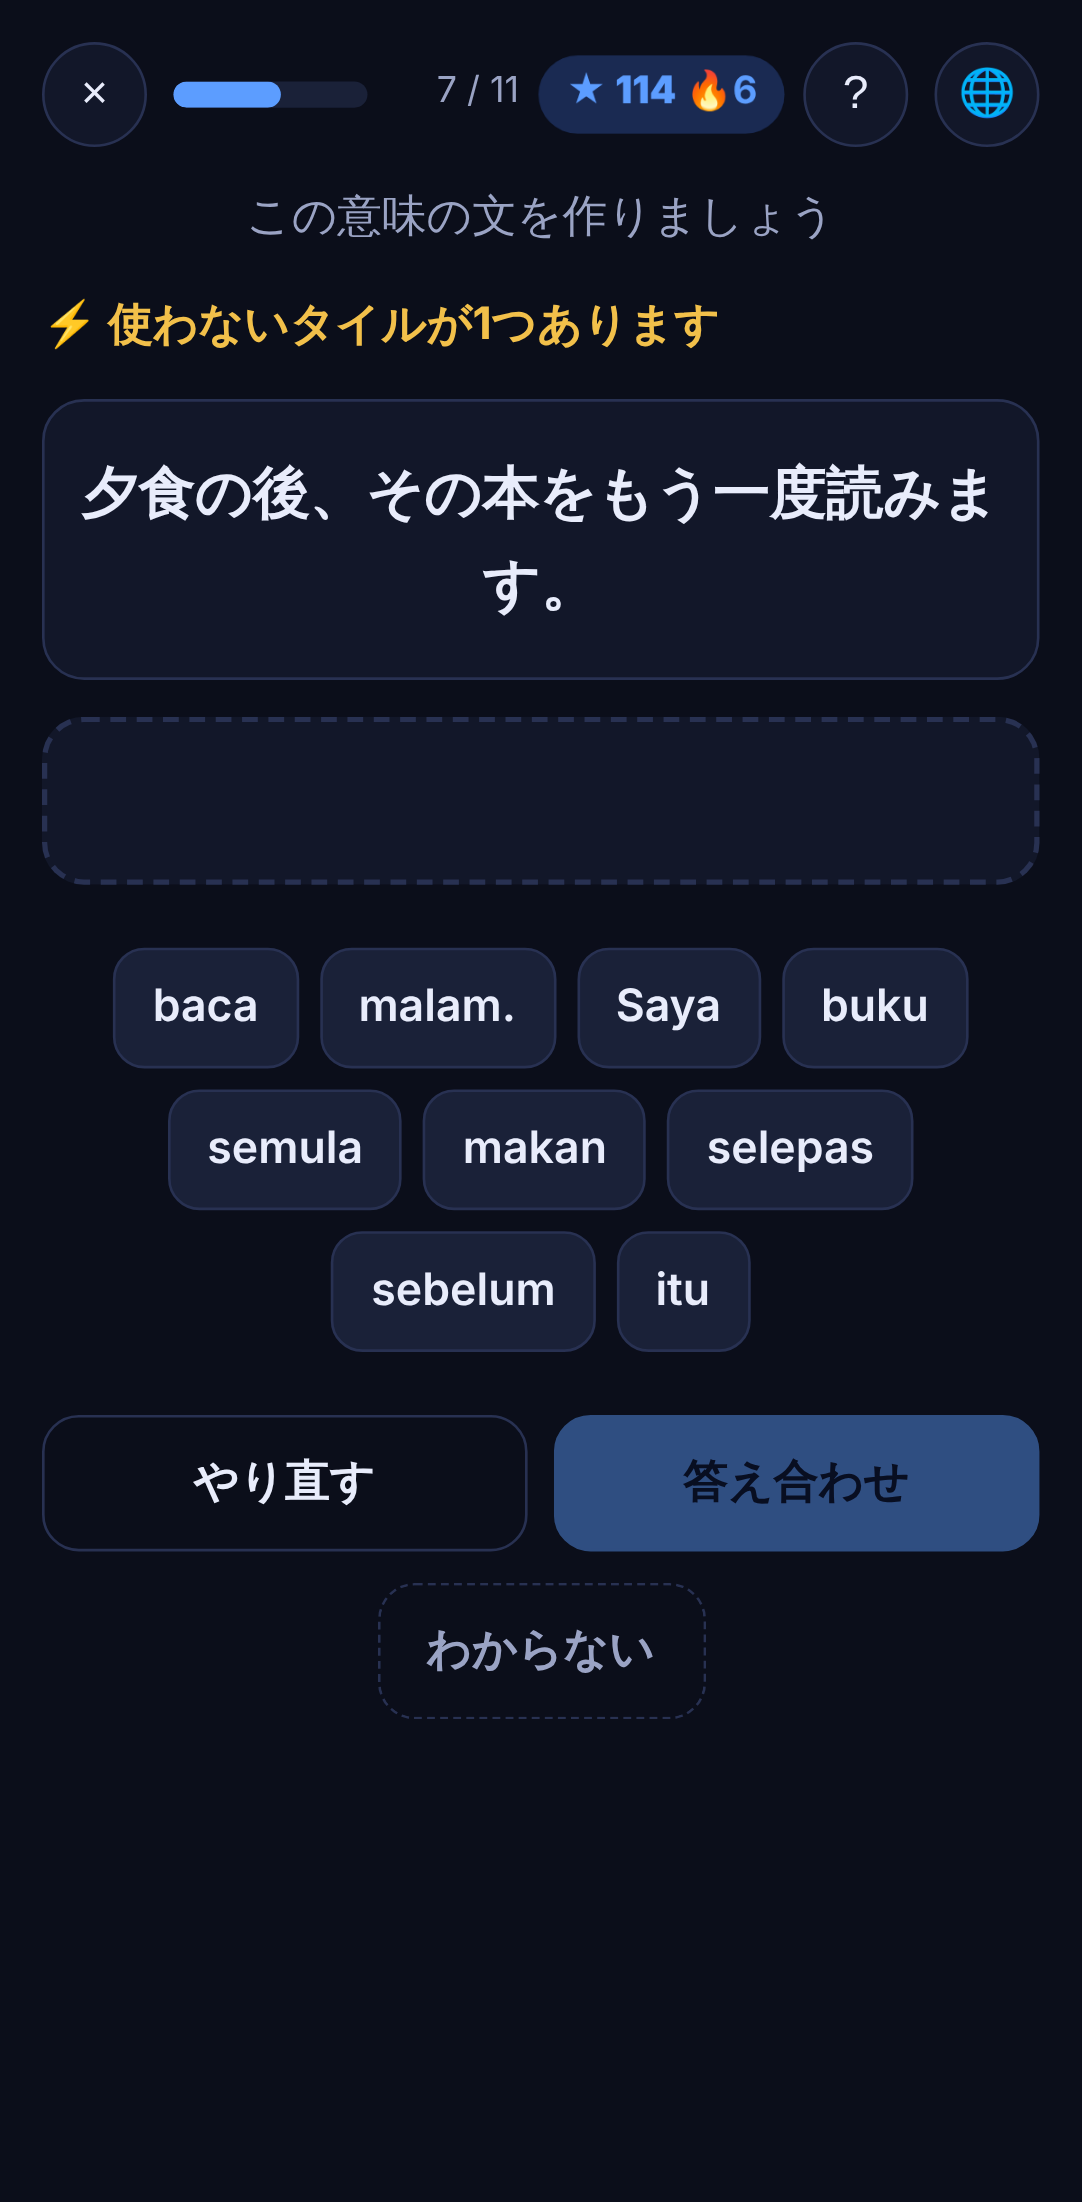 ×
7 / 11
★ 114 🔥6
?
この意味の文を作りましょう
⚡ 使わないタイルが1つあります
夕食の後、その本をもう一度読みま
す。
baca malam. Saya buku
semula makan selepas
sebelum itu
やり直す 答え合わせ
わからない